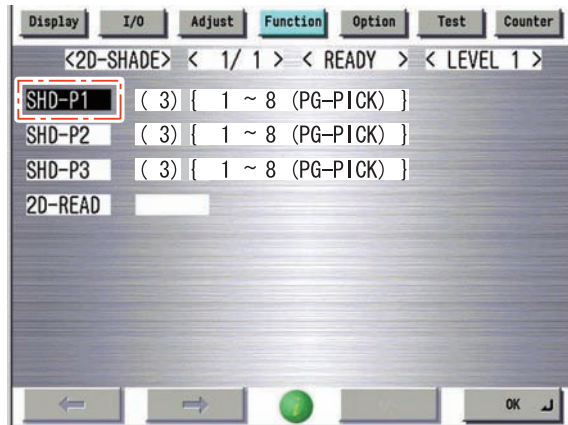 Display I/O Adjust Function Option Test Counter
<2D-SHADE> < 1/ 1 > < READY > < LEVEL 1 >
SHD-P1 ( 3) { 1 ~ 8 (PG-PICK) }
SHD-P2 ( 3) { 1 ~ 8 (PG-PICK) }
SHD-P3 ( 3) { 1 ~ 8 (PG-PICK) }
2D-READ
OK